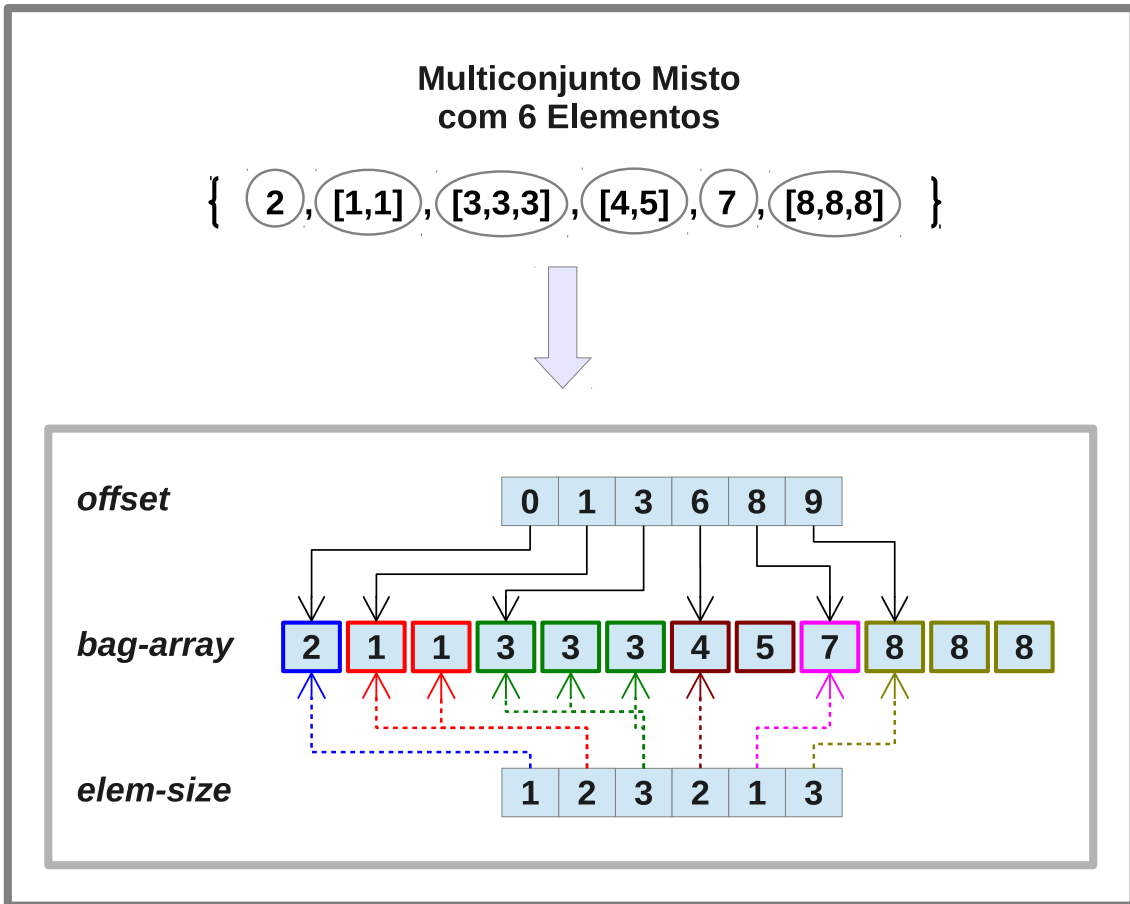 Multiconjunto Misto
com 6 Elementos
{ 2 , [1,1] , [3,3,3] , [4,5] , 7 , [8,8,8] }
offset 0 1 3 6 8 9
bag-array 2 1 1 3 3 3 4 5 7 8 8 8
elem-size 1 2 3 2 1 3